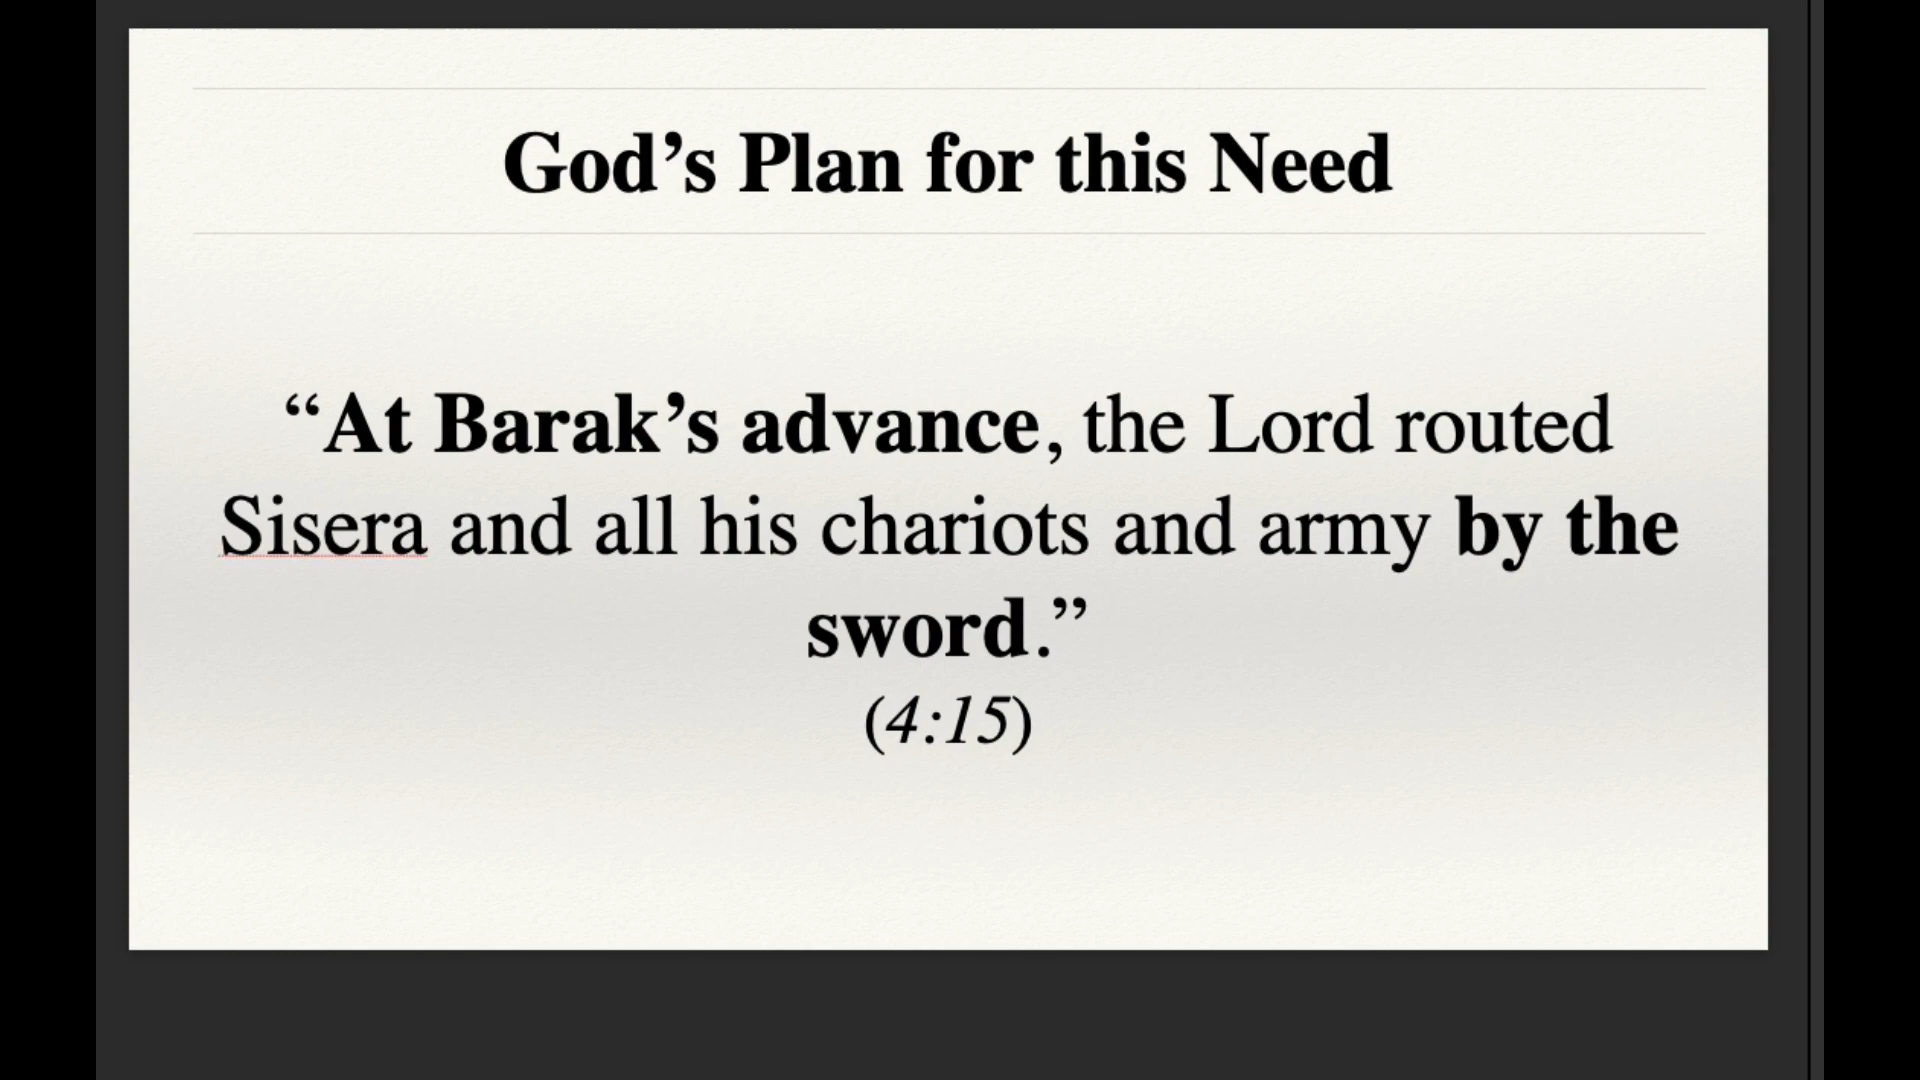 God’s Plan for this Need
“At Barak’s advance, the Lord routed
Sisera and all his chariots and army by the
sword.”
(4:15)